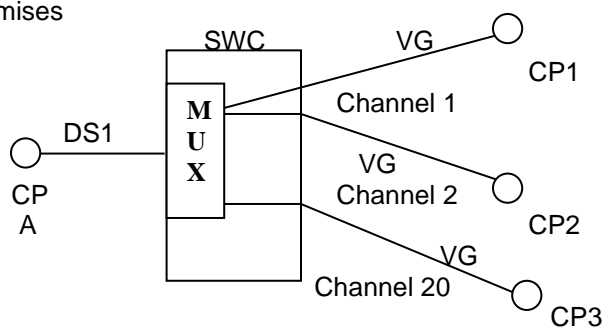 mises
SWC
VG
CP1
M
U
X
Channel 1
DS1
VG
CP
A
Channel 2
CP2
VG
Channel 20
CP3